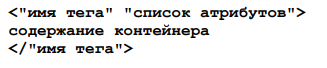 <"имя тега" "список атрибутов">
содержание контейнера
</"имя тега">